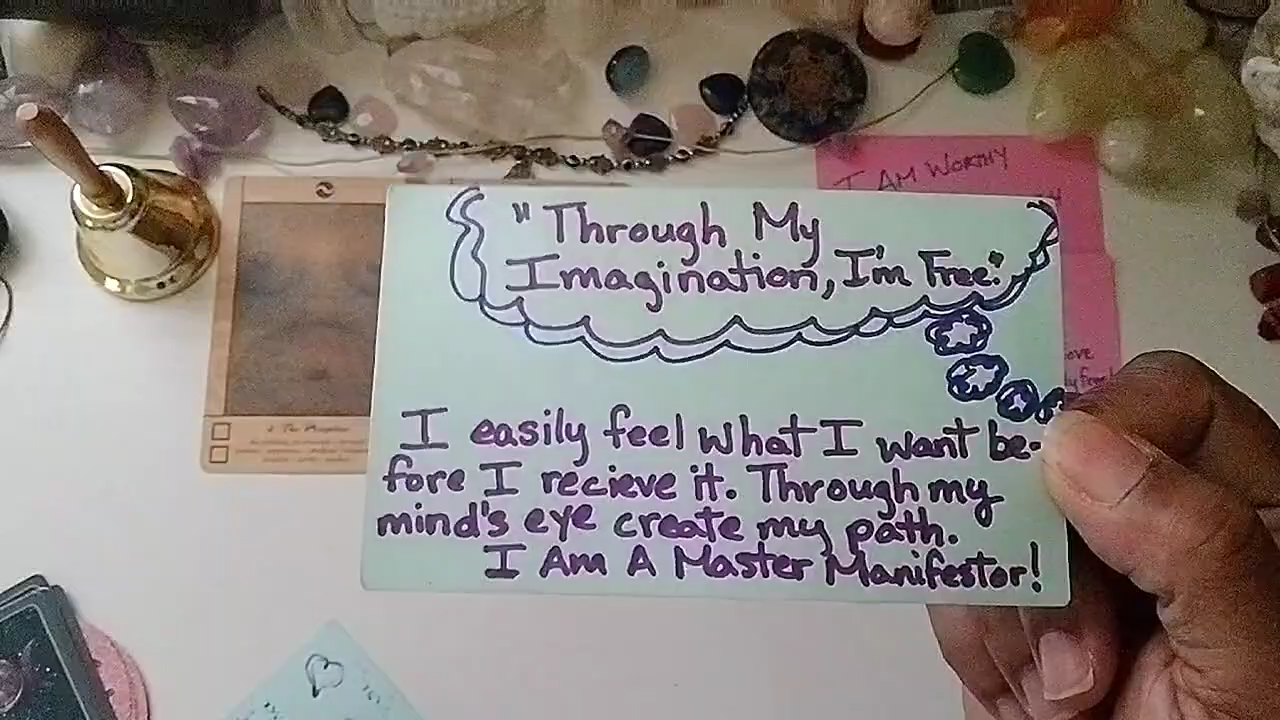 I AM WORTHY
"Through My
Imagination, I'm Free."
I easily feel what I want be-
fore I recieve it. Through my
mind's eye create my path.
I Am A Master Manifestor!